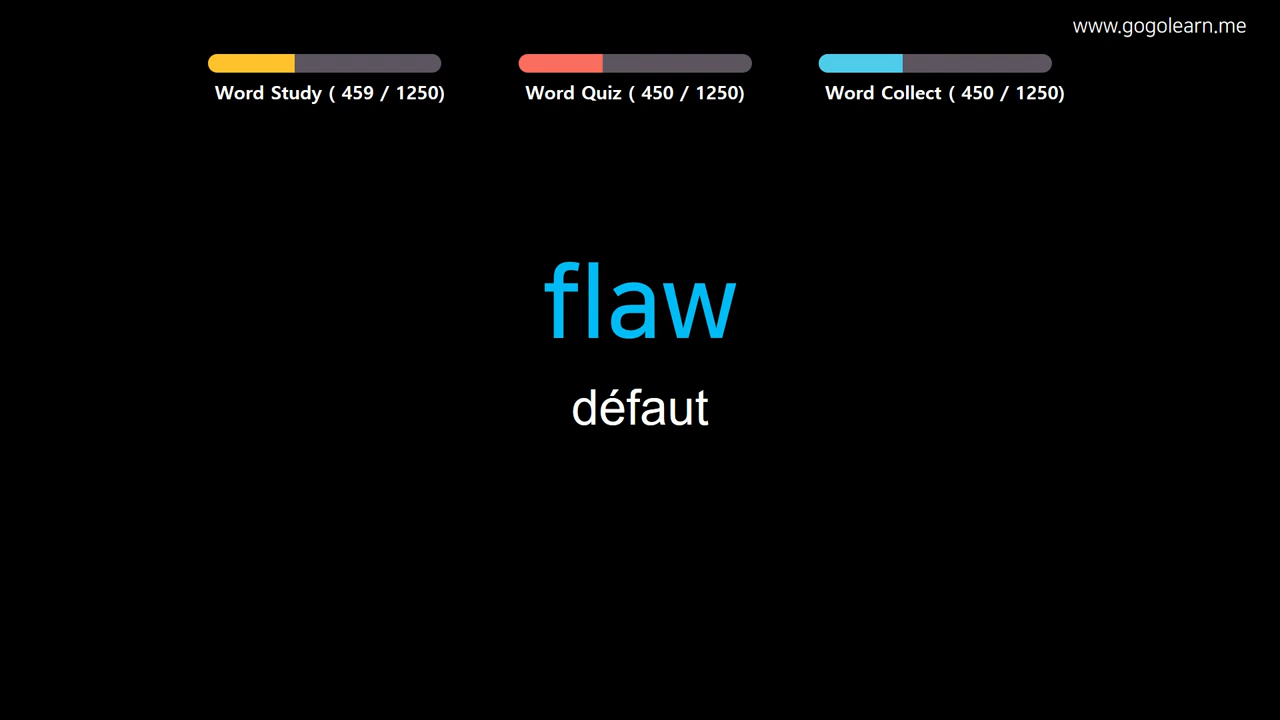 www.gogolearn.me
Word Study ( 459 / 1250)
Word Quiz ( 450 / 1250)
Word Collect ( 450 / 1250)
flaw
défaut